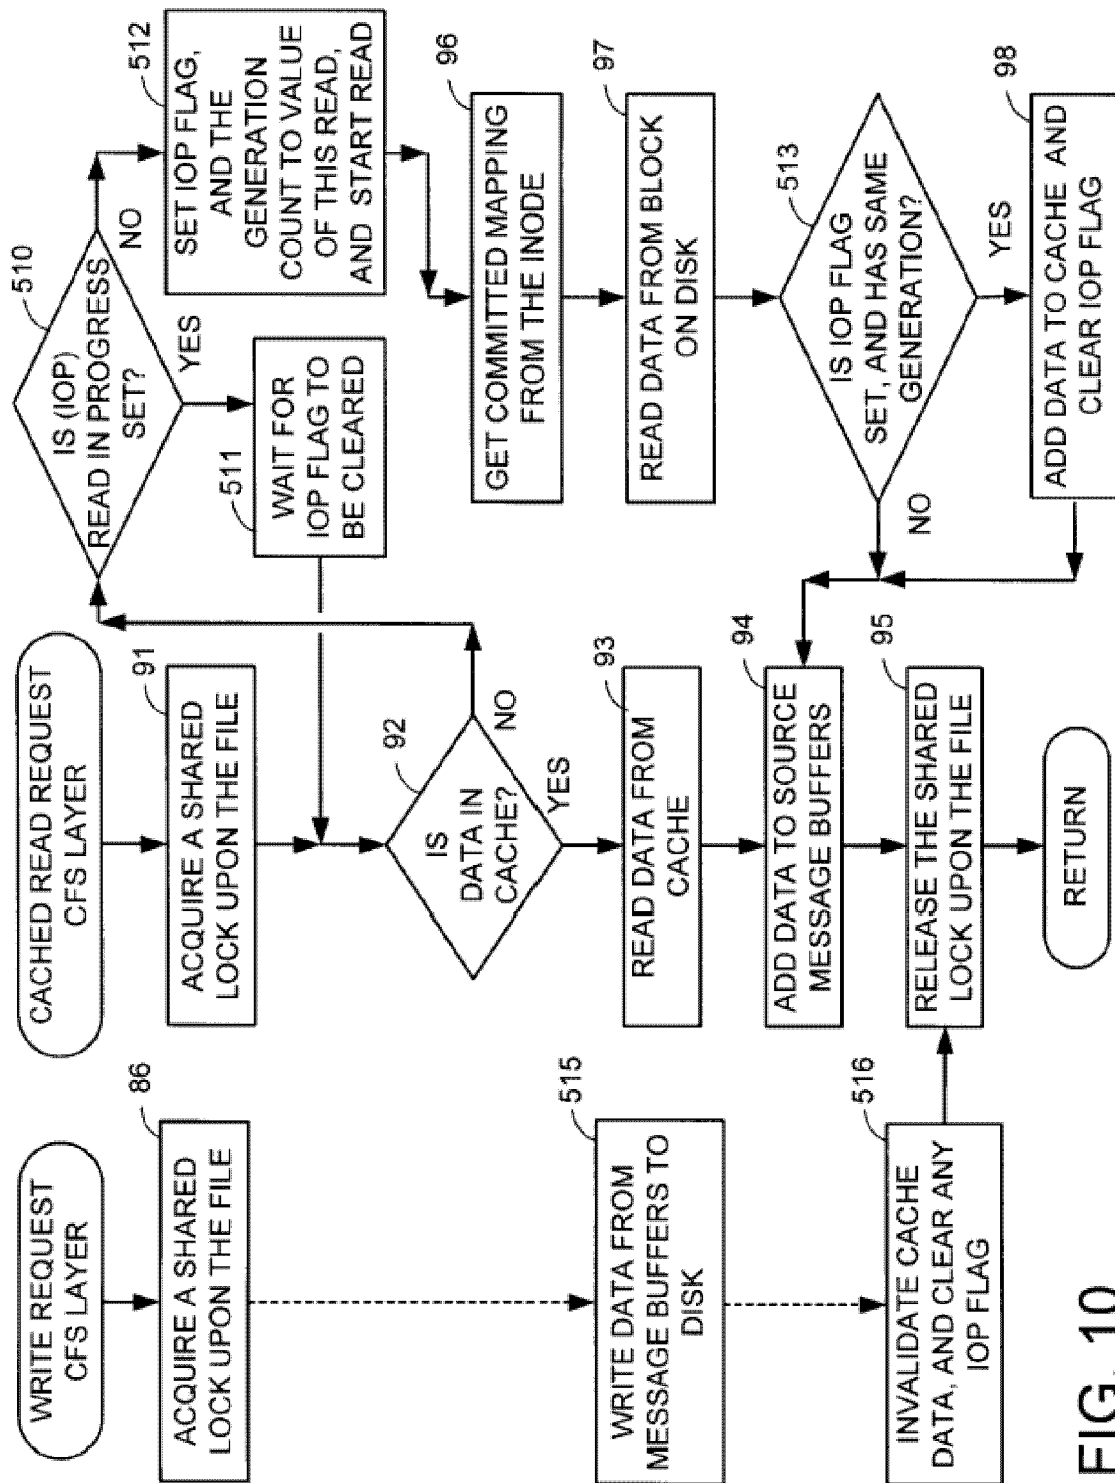 WRITE REQUEST
CFS LAYER
86
ACQUIRE A SHARED
LOCK UPON THE FILE
515
WRITE DATA FROM
MESSAGE BUFFERS TO
DISK
516
INVALIDATE CACHE
DATA, AND CLEAR ANY
IOP FLAG
CACHED READ REQUEST
CFS LAYER
91
ACQUIRE A SHARED
LOCK UPON THE FILE
92
IS
DATA IN
CACHE?
NO
YES
93
READ DATA FROM
CACHE
94
ADD DATA TO SOURCE
MESSAGE BUFFERS
95
RELEASE THE SHARED
LOCK UPON THE FILE
RETURN
510
IS (IOP)
READ IN PROGRESS
SET?
NO
YES
511
WAIT FOR
IOP FLAG TO
BE CLEARED
512
SET IOP FLAG,
AND THE
GENERATION
COUNT TO VALUE
OF THIS READ,
AND START READ
96
GET COMMITTED MAPPING
FROM THE INODE
97
READ DATA FROM BLOCK
ON DISK
513
IS IOP FLAG
SET, AND HAS SAME
GENERATION?
NO
YES
98
ADD DATA TO CACHE AND
CLEAR IOP FLAG
FIG. 10